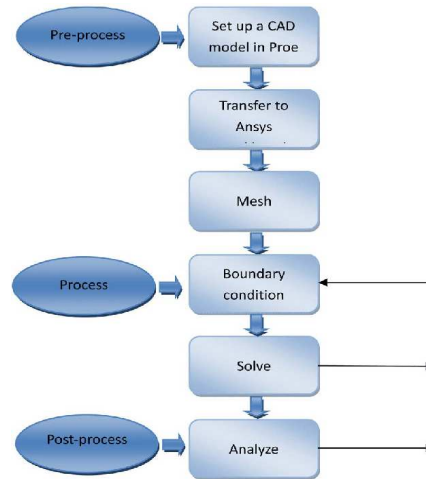 Pre-process
Set up a CAD
model in Proe
Transfer to
Ansys
Mesh
Process
Boundary
condition
Solve
Post-process
Analyze